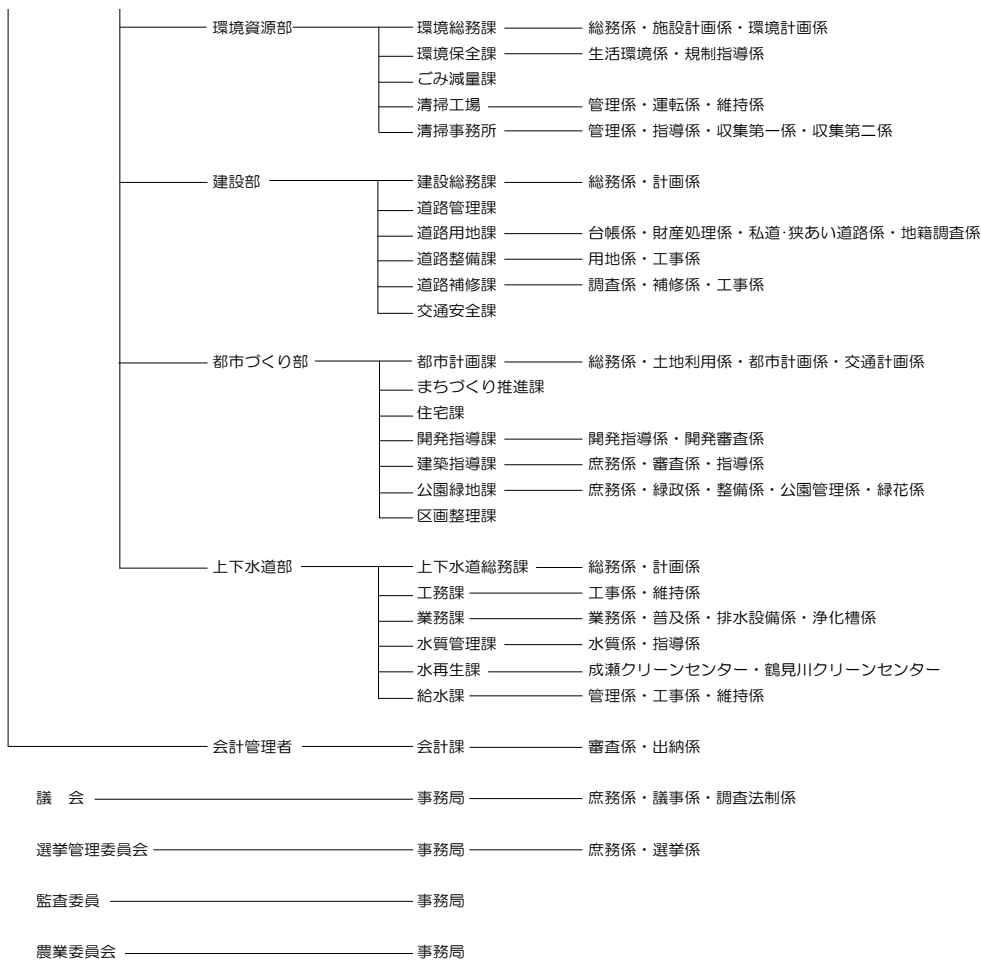 環境資源部 環境総務課 総務係・施設計画係・環境計画係
環境保全課 生活環境係・規制指導係
ごみ減量課
清掃工場 管理係・運転係・維持係
清掃事務所 管理係・指導係・収集第一係・収集第二係
建設部 建設総務課 総務係・計画係
道路管理課
道路用地課 台帳係・財産処理係・私道・狭あい道路係・地籍調査係
道路整備課 用地係・工事係
道路補修課 調査係・補修係・工事係
交通安全課
都市づくり部 都市計画課 総務係・土地利用係・都市計画係・交通計画係
まちづくり推進課
住宅課
開発指導課 開発指導係・開発審査係
建築指導課 庶務係・審査係・指導係
公園緑地課 庶務係・緑政係・整備係・公園管理係・緑花係
区画整理課
上下水道部 上下水道総務課 総務係・計画係
工務課 工事係・維持係
業務課 業務係・普及係・排水設備係・浄化槽係
水質管理課 水質係・指導係
水再生課 成瀬クリーンセンター・鶴見川クリーンセンター
給水課 管理係・工事係・維持係
会計管理者 会計課 審査係・出納係
議 会 事務局 庶務係・議事係・調査法制係
選挙管理委員会 事務局 庶務係・選挙係
監査委員 事務局
農業委員会 事務局